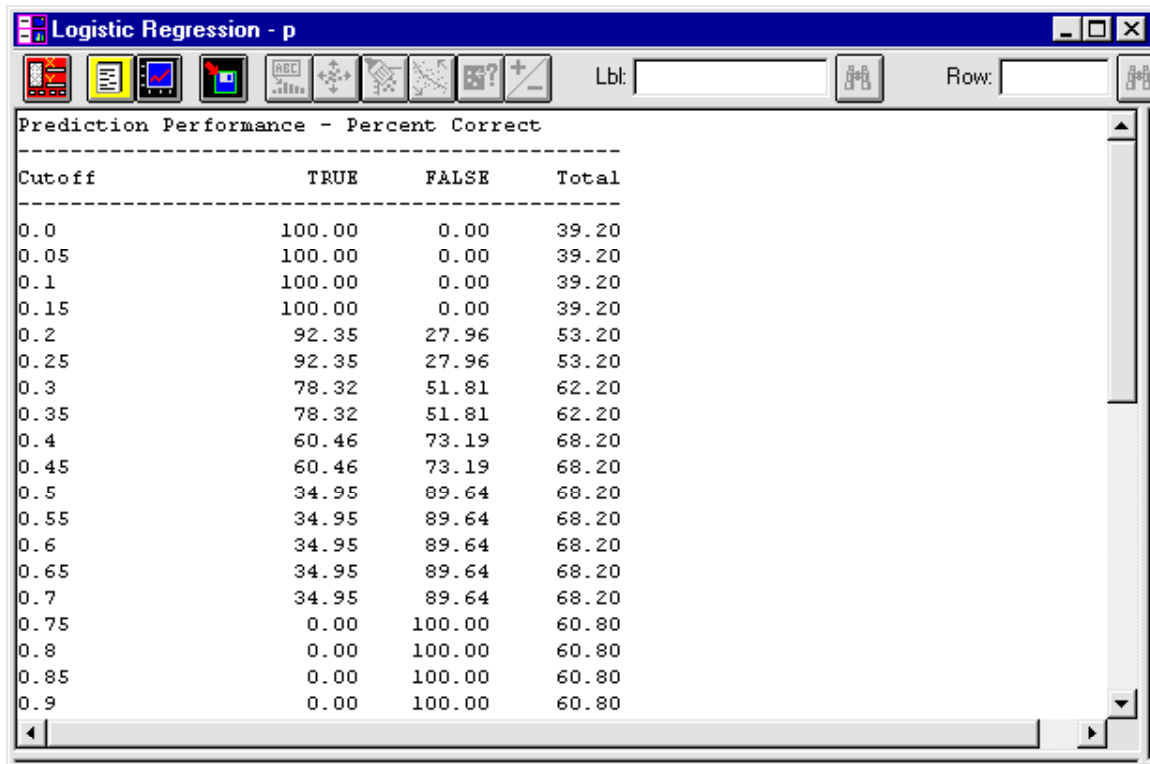 Logistic Regression - p
ABC
Lbl:
Row:
Prediction Performance - Percent Correct
-----------------------------------------------
Cutoff TRUE FALSE Total
-----------------------------------------------
0.0 100.00 0.00 39.20
0.05 100.00 0.00 39.20
0.1 100.00 0.00 39.20
0.15 100.00 0.00 39.20
0.2 92.35 27.96 53.20
0.25 92.35 27.96 53.20
0.3 78.32 51.81 62.20
0.35 78.32 51.81 62.20
0.4 60.46 73.19 68.20
0.45 60.46 73.19 68.20
0.5 34.95 89.64 68.20
0.55 34.95 89.64 68.20
0.6 34.95 89.64 68.20
0.65 34.95 89.64 68.20
0.7 34.95 89.64 68.20
0.75 0.00 100.00 60.80
0.8 0.00 100.00 60.80
0.85 0.00 100.00 60.80
0.9 0.00 100.00 60.80